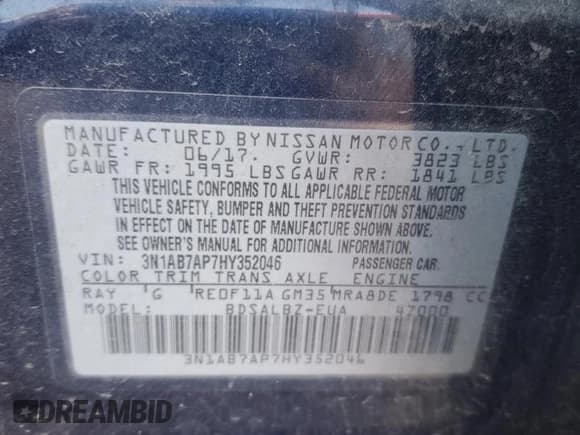 MANUFACTURED BY NISSAN MOTOR CO., LTD.
DATE: 06/17. GVWR: 3823 LBS
GAWR FR: 1995 LBS GAWR RR: 1841 LBS
THIS VEHICLE CONFORMS TO ALL APPLICABLE FEDERAL MOTOR
VEHICLE SAFETY, BUMPER AND THEFT PREVENTION STANDARDS
IN EFFECT ON THE DATE OF MANUFACTURE SHOWN ABOVE.
SEE OWNER'S MANUAL FOR ADDITIONAL INFORMATION
VIN: 3N1AB7AP7HY352046 PASSENGER CAR.
COLOR TRIM TRANS AXLE ENGINE
RAY G RE0F11A GM35 MRA8DE 1798 CC
MODEL: BDSALBZ-EUA 47000
3N1AB7AP7HY352046
DREAMBID